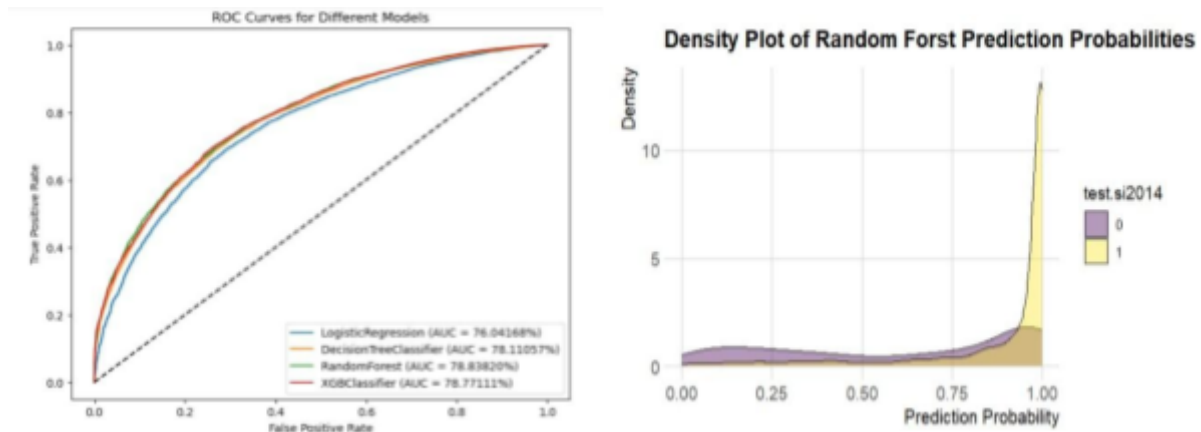 ROC Curves for Different Models
1.0
0.8
0.6
0.4
0.2
0.0
True Positive Rate
LogisticRegression (AUC = 76.04168%)
DecisionTreeClassifier (AUC = 78.11057%)
RandomForest (AUC = 78.83820%)
XGBClassifier (AUC = 78.77111%)
0.0 0.2 0.4 0.6 0.8 1.0
False Positive Rate
Density Plot of Random Forst Prediction Probabilities
Density
10
5
0
0.00 0.25 0.50 0.75 1.00
Prediction Probability
test.si2014
0
1